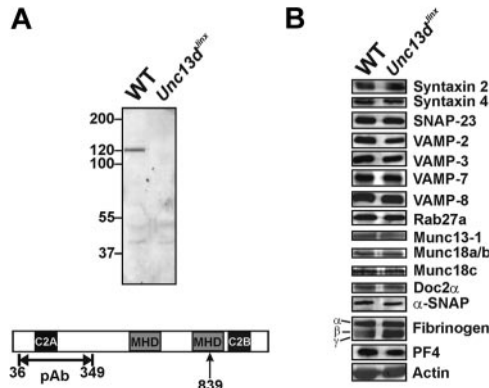 A
WT
Unc13d^Jinx
200
120
100
55
37
C2A
MHD
MHD
C2B
36
pAb
349
839
B
WT
Unc13d^Jinx
Syntaxin 2
Syntaxin 4
SNAP-23
VAMP-2
VAMP-3
VAMP-7
VAMP-8
Rab27a
Munc13-1
Munc18a/b
Munc18c
Doc2α
α-SNAP
α
β
γ
Fibrinogen
PF4
Actin